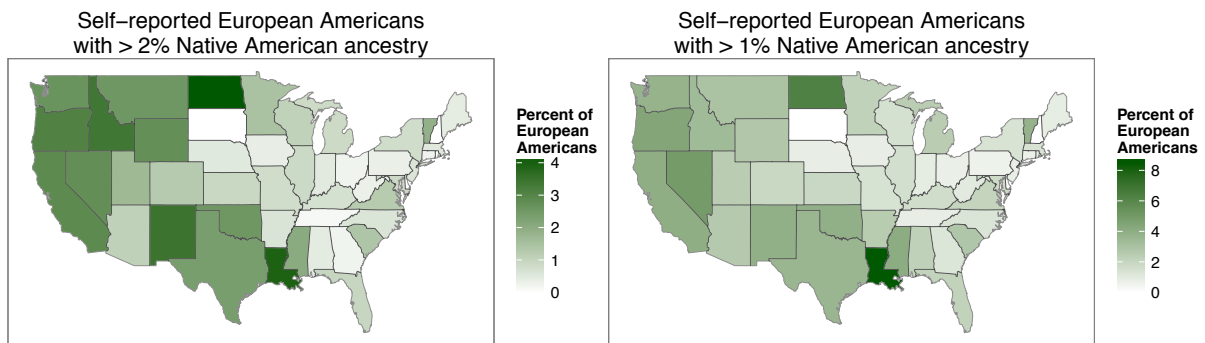 Self−reported European Americans
with > 2% Native American ancestry
Percent of
European
Americans
4
3
2
1
0
Self−reported European Americans
with > 1% Native American ancestry
Percent of
European
Americans
8
6
4
2
0